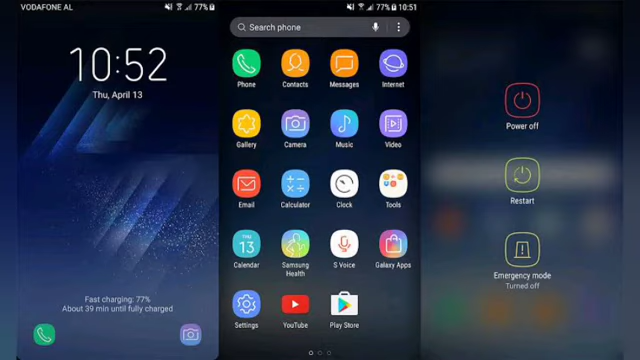 VODAFONE AL
77%
10:52
Thu, April 13
Fast charging: 77%
About 39 min until fully charged
77% 10:51
Search phone
Phone Contacts Messages Internet
Gallery Camera Music Video
Email Calculator Clock Tools
THU
13
Calendar Samsung Health S Voice Galaxy Apps
Settings YouTube Play Store
Power off
Restart
Emergency mode
Turned off